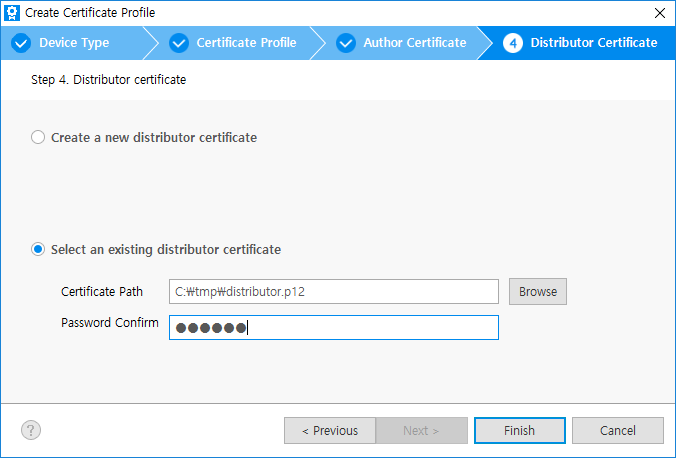 Create Certificate Profile
Device Type
Certificate Profile
Author Certificate
4 Distributor Certificate
Step 4. Distributor certificate
Create a new distributor certificate
Select an existing distributor certificate
Certificate Path C:₩tmp₩distributor.p12 Browse
Password Confirm ●●●●●●
? < Previous Next > Finish Cancel